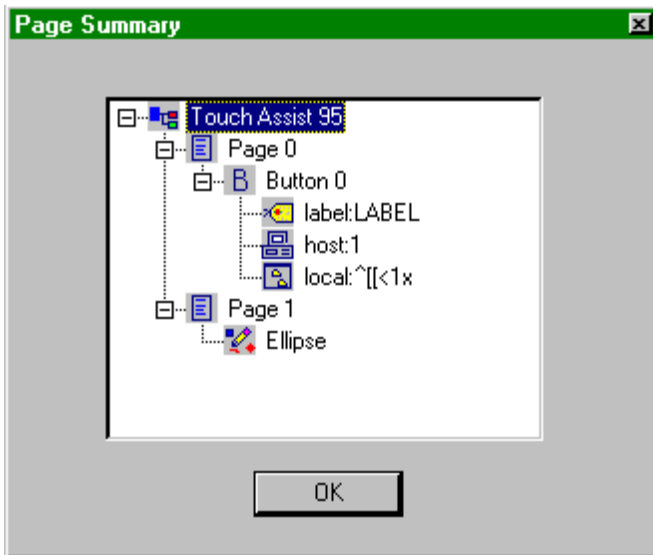 Page Summary
Touch Assist 95
Page 0
B Button 0
label:LABEL
host:1
local:^[[<1x
Page 1
Ellipse
OK